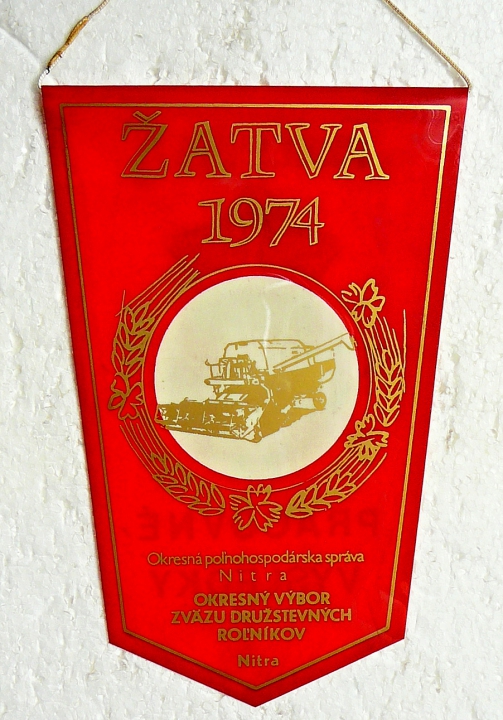 ŽATVA
1974
Okresná poľnohospodárska správa
Nitra
OKRESNÝ VÝBOR
ZVÄZU DRUŽSTEVNÝCH
ROĽNÍKOV
Nitra